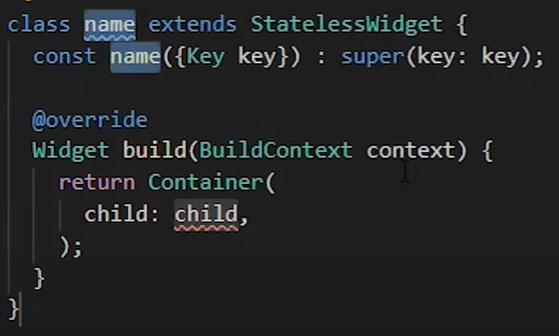 class name extends StatelessWidget {
const name({Key key}) : super(key: key);
@override
Widget build(BuildContext context) {
return Container(
child: child,
);
}
}